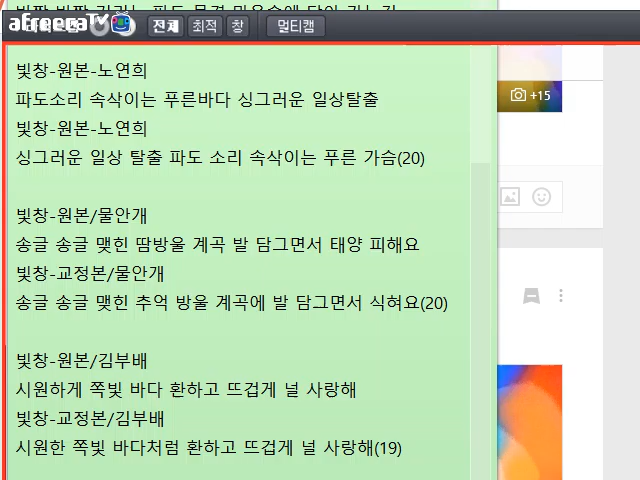 afreecaTV
전체 최적 창 멀티캠
빛창-원본-노연희
파도소리 속삭이는 푸른바다 싱그러운 일상탈출
빛창-원본-노연희
싱그러운 일상 탈출 파도 소리 속삭이는 푸른 가슴(20)
빛창-원본/물안개
송글 송글 맺힌 땀방울 계곡 발 담그면서 태양 피해요
빛창-교정본/물안개
송글 송글 맺힌 추억 방울 계곡에 발 담그면서 식혀요(20)
빛창-원본/김부배
시원하게 쪽빛 바다 환하고 뜨겁게 널 사랑해
빛창-교정본/김부배
시원한 쪽빛 바다처럼 환하고 뜨겁게 널 사랑해(19)
+15